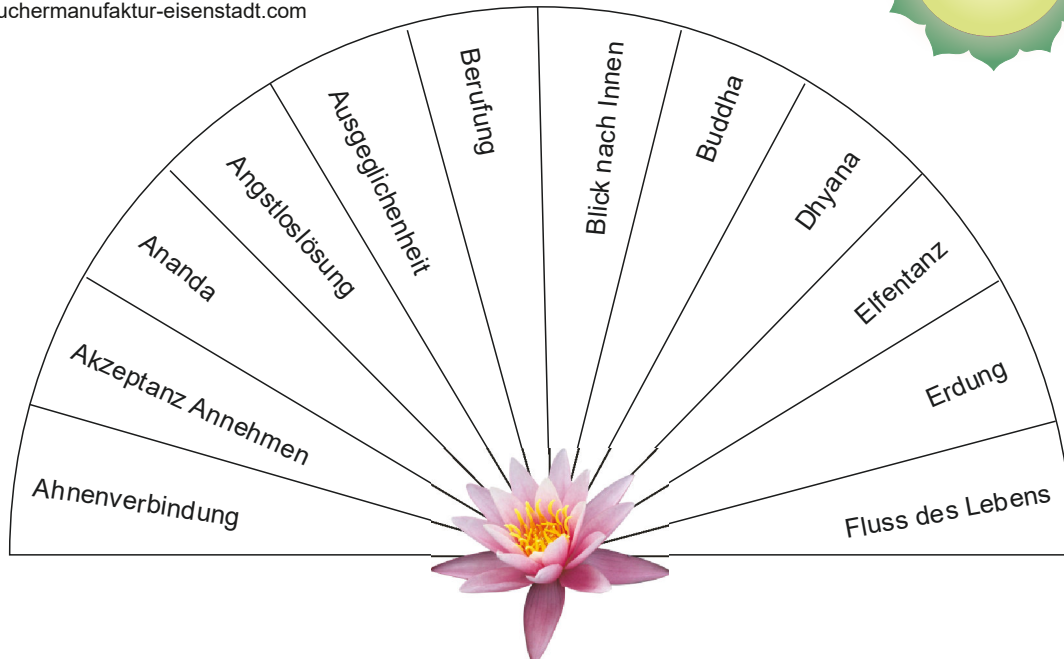 uchermanufaktur-eisenstadt.com
Ahnenverbindung
Akzeptanz Annehmen
Ananda
Angstloslösung
Ausgeglichenheit
Berufung
Blick nach Innen
Buddha
Dhyana
Elfentanz
Erdung
Fluss des Lebens